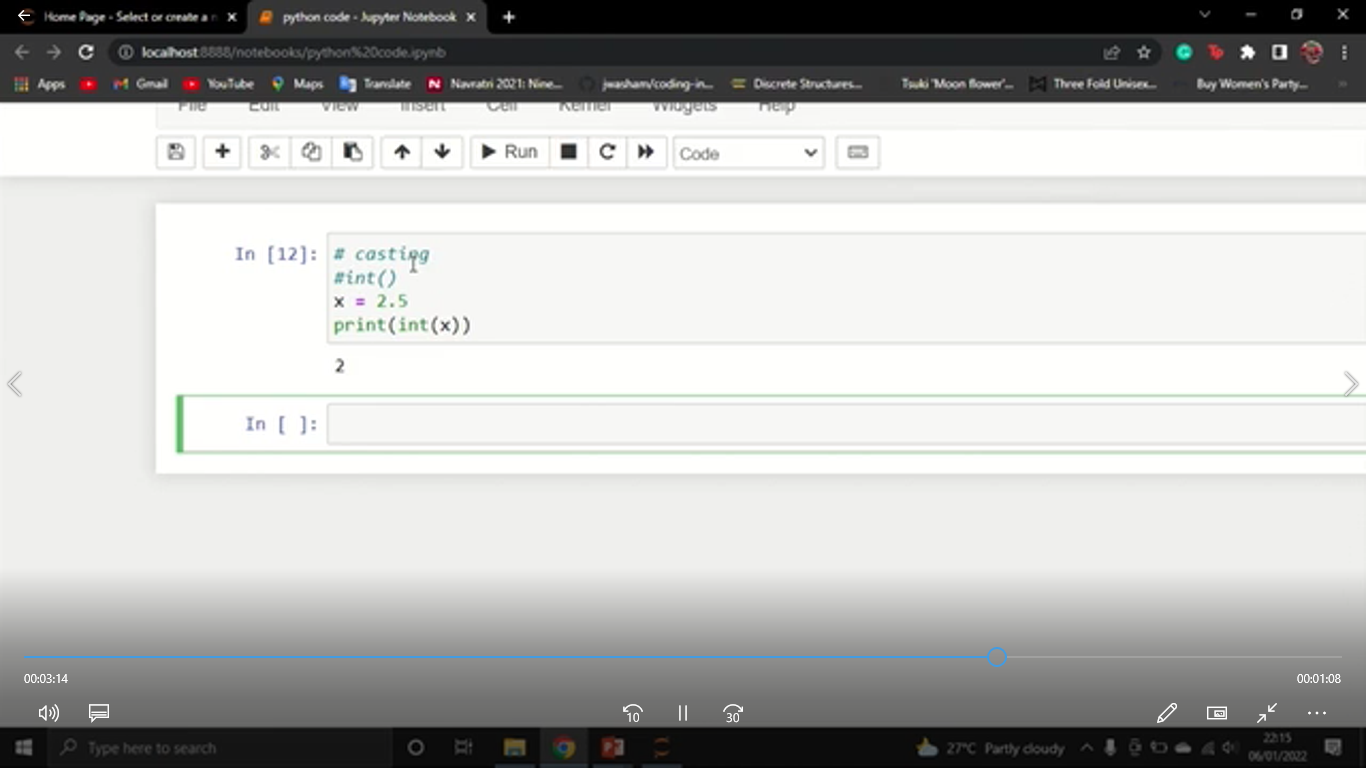 Home Page - Select or create a n
python code - Jupyter Notebook
localhost:8888/notebooks/python%20code.ipynb
Apps Gmail YouTube Maps Translate Navratri 2021: Nine... jwasham/coding-in... Discrete Structures... Tsuki 'Moon flower'... Three Fold Unisex... Buy Women's Party...
File Edit View Insert Cell Kernel Widgets Help
Run Code
In [12]: # casting
#int()
x = 2.5
print(int(x))
2
In [ ]:
00:03:14 00:01:08
10 30
Type here to search 27°C Partly cloudy 22:15
06/01/2022